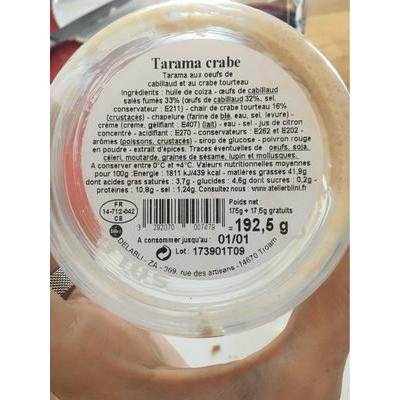 Tarama crabe
Tarama aux oeufs de
cabillaud et au crabe tourteau
Ingrédients : huile de colza - œufs de cabillaud
salés fumés 33% (œufs de cabillaud 32%, sel,
conservateur : E211) - chair de crabe tourteau 16%
(crustacés) - chapelure (farine de blé, eau, sel, levure) -
crème (crème, gélifiant : E407) (lait) - eau - sel - jus de citron
concentré - acidifiant : E270 - conservateurs : E262 et E202 -
arômes (poissons, crustacés) - sirop de glucose - poivron rouge
en poudre - extrait d'épices. Traces éventuelles de : oeufs, soja,
céleri, moutarde, graines de sésame, lupin et mollusques.
A conserver entre 0°C et +4°C. Valeurs nutritionnelles moyennes
pour 100g :Energie : 1811 kJ/439 kcal - matières grasses 41,9g
dont acides gras saturés : 3,7g - glucides : 4,6g dont sucres : 0,2g -
protéines : 10,8g - sel : 1,24g. Consultez nous : www.atelierblini.com
FR
14-712-042
CE
3 292070 007479
Poids net :
175g + 17,5g gratuits
= 192,5 g
A consommer jusqu'au : 01/01
Lot : 173901T09
DELABLI - ZA - 369, rue des artisans - 14670 Troarn